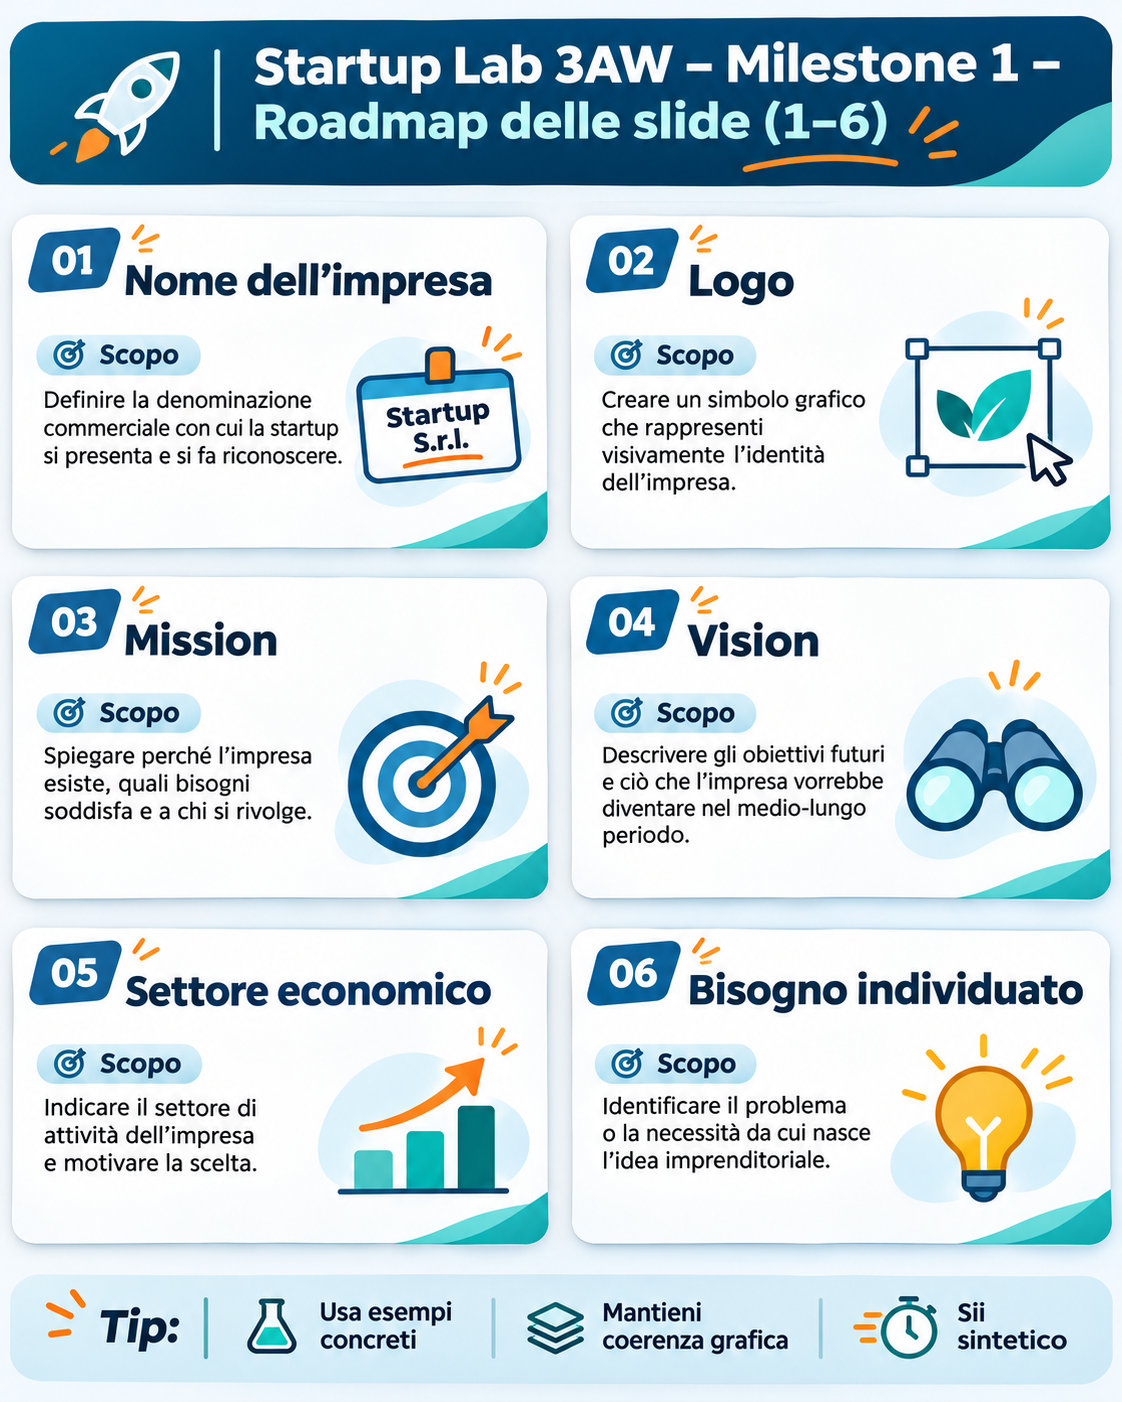 Startup Lab 3AW – Milestone 1 –
Roadmap delle slide (1–6)
01
Nome dell'impresa
Scopo
Definire la denominazione
commerciale con cui la startup
si presenta e si fa riconoscere.
Startup
S.r.l.
02
Logo
Scopo
Creare un simbolo grafico
che rappresenti
visivamente l'identità
dell'impresa.
03
Mission
Scopo
Spiegare perché l'impresa
esiste, quali bisogni
soddisfa e a chi si rivolge.
04
Vision
Scopo
Descrivere gli obiettivi futuri
e ciò che l'impresa vorrebbe
diventare nel medio-lungo
periodo.
05
Settore economico
Scopo
Indicare il settore di
attività dell'impresa
e motivare la scelta.
06
Bisogno individuato
Scopo
Identificare il problema
o la necessità da cui nasce
l'idea imprenditoriale.
Tip:
Usa esempi
concreti
Mantieni
coerenza grafica
Sii
sintetico